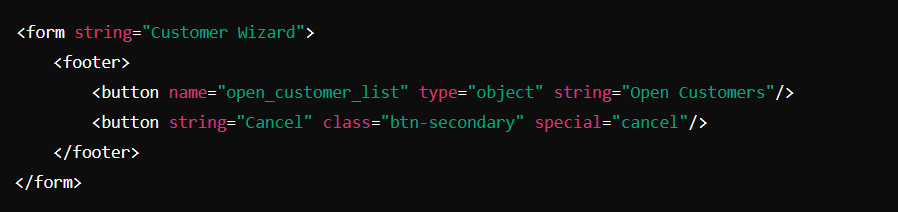 <form string="Customer Wizard">
    <footer>
        <button name="open_customer_list" type="object" string="Open Customers"/>
        <button string="Cancel" class="btn-secondary" special="cancel"/>
    </footer>
</form>